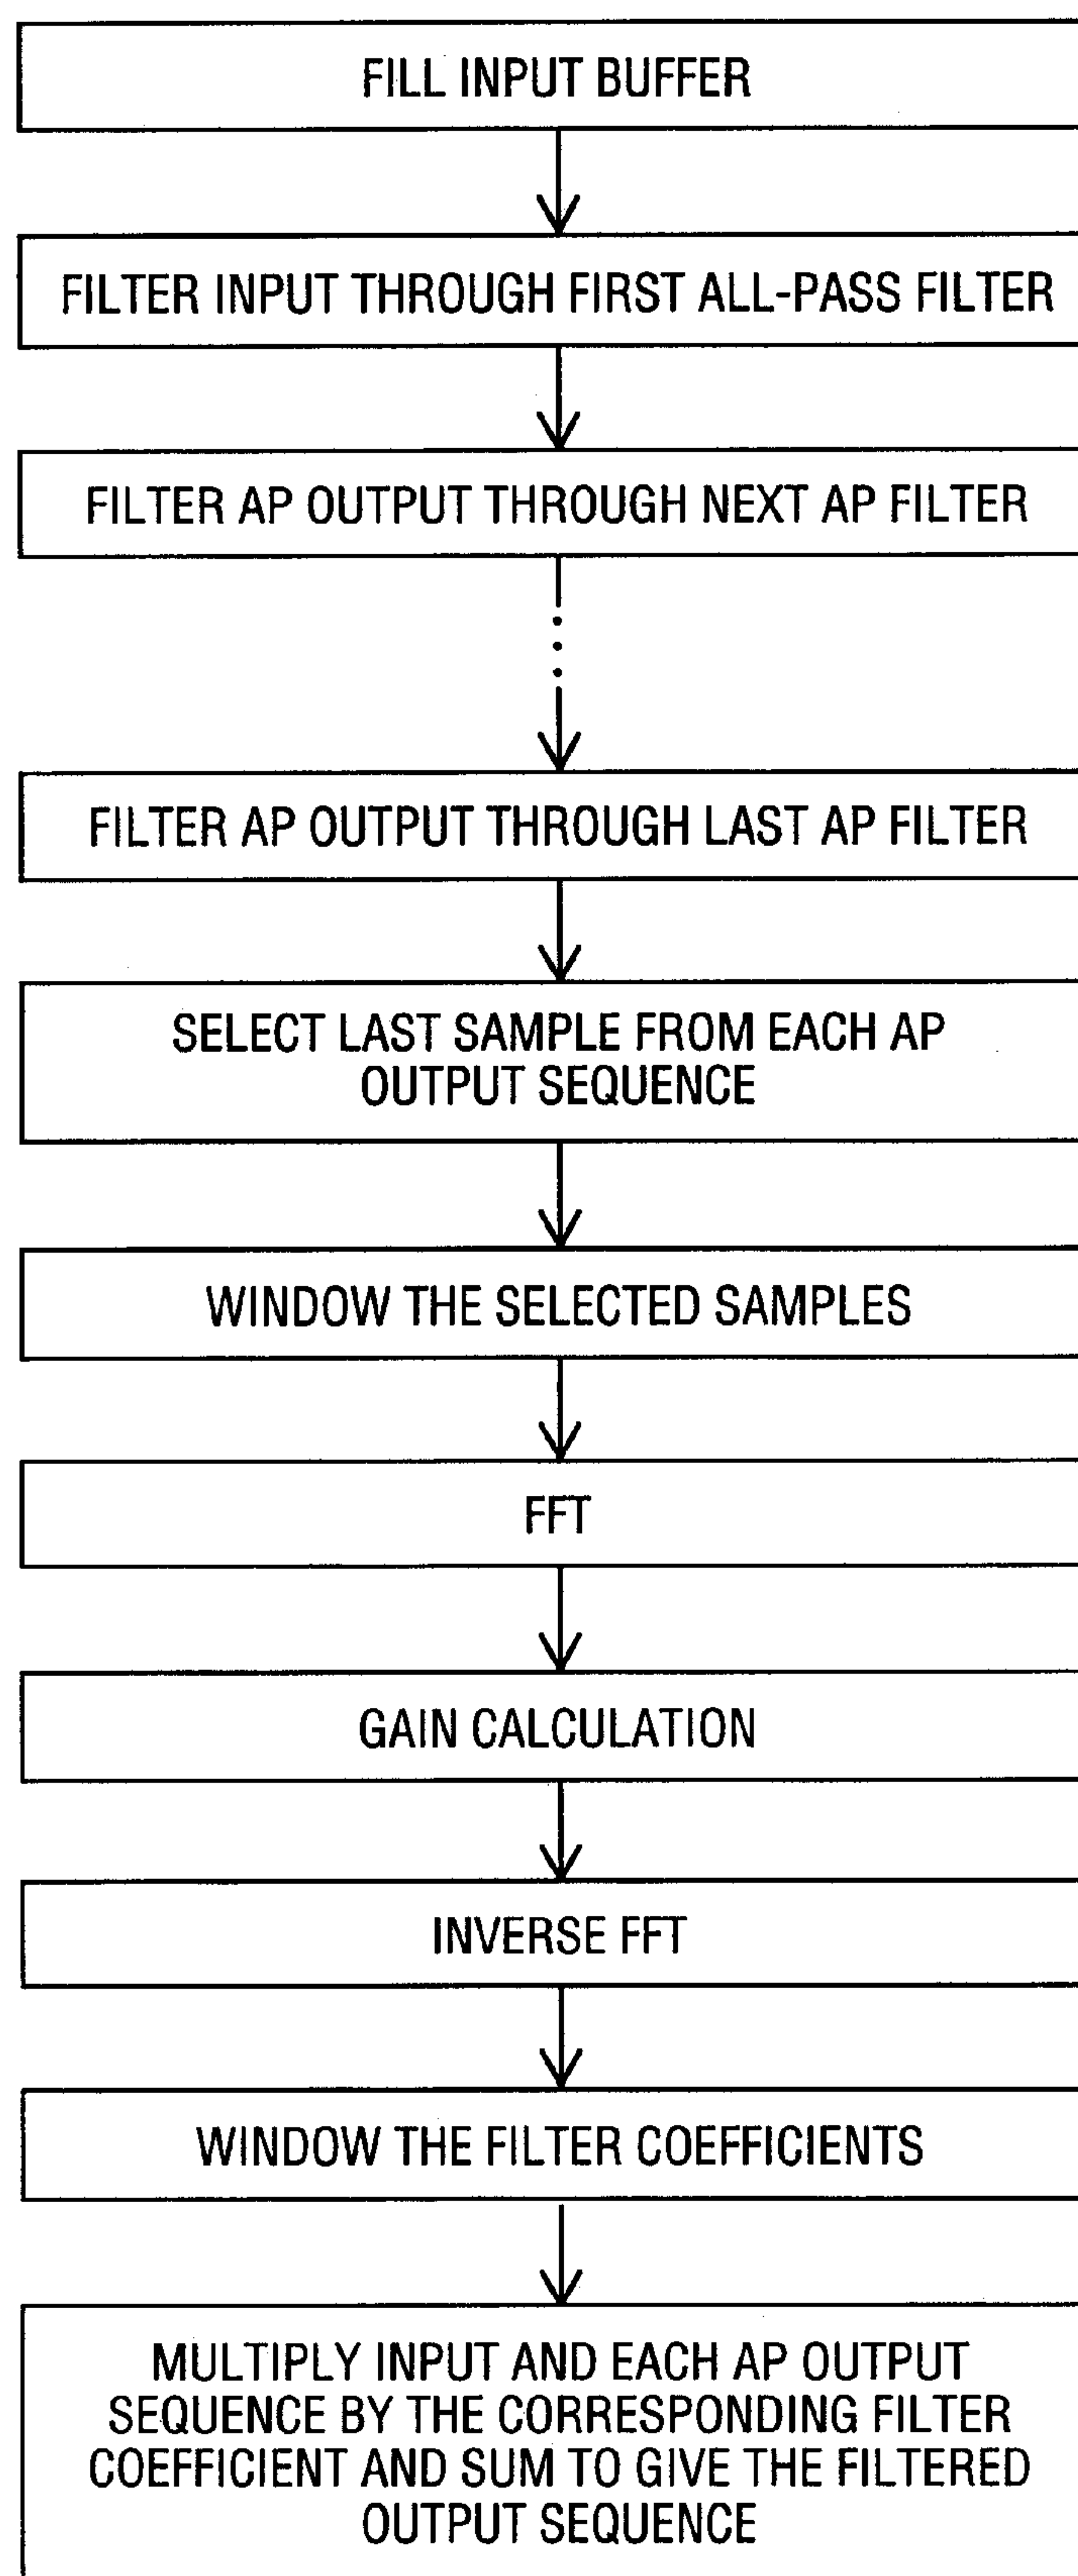 FILL INPUT BUFFER
FILTER INPUT THROUGH FIRST ALL-PASS FILTER
FILTER AP OUTPUT THROUGH NEXT AP FILTER
FILTER AP OUTPUT THROUGH LAST AP FILTER
SELECT LAST SAMPLE FROM EACH AP
OUTPUT SEQUENCE
WINDOW THE SELECTED SAMPLES
FFT
GAIN CALCULATION
INVERSE FFT
WINDOW THE FILTER COEFFICIENTS
MULTIPLY INPUT AND EACH AP OUTPUT
SEQUENCE BY THE CORRESPONDING FILTER
COEFFICIENT AND SUM TO GIVE THE FILTERED
OUTPUT SEQUENCE